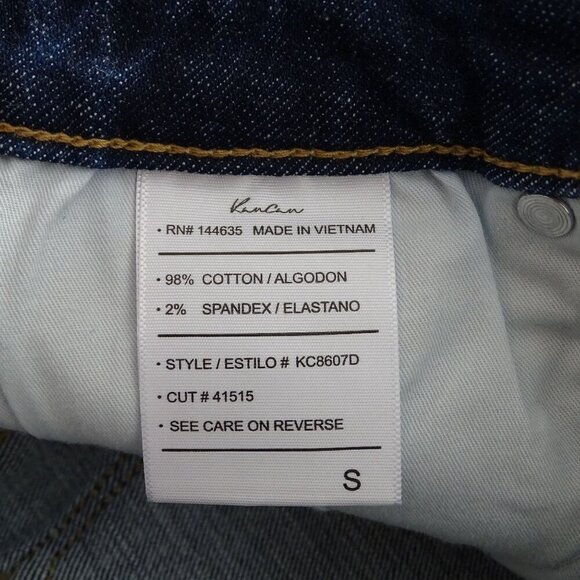 KanCan
• RN# 144635 MADE IN VIETNAM
• 98% COTTON / ALGODON
• 2% SPANDEX / ELASTANO
• STYLE / ESTILO # KC8607D
• CUT # 41515
• SEE CARE ON REVERSE
S